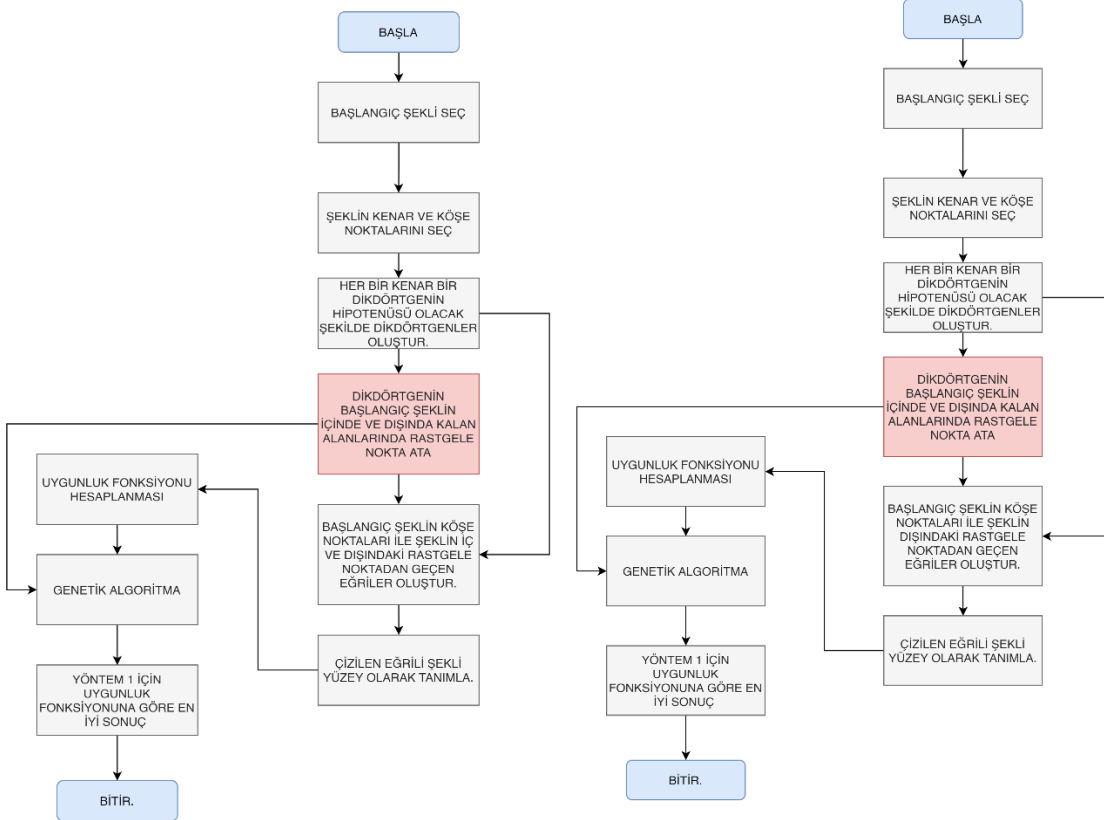 BAŞLA
BAŞLANGIÇ ŞEKLİ SEÇ
ŞEKLİN KENAR VE KÖŞE
NOKTALARINI SEÇ
HER BİR KENAR BİR
DİKDÖRTGENİN
HİPOTENÜSÜ OLACAK
ŞEKİLDE DİKDÖRTGENLER
OLUŞTUR.
DİKDÖRTGENİN
BAŞLANGIÇ ŞEKLİN
İÇİNDE VE DIŞINDA KALAN
ALANLARINDA RASTGELE
NOKTA ATA
BAŞLANGIÇ ŞEKLİN KÖŞE
NOKTALARI İLE ŞEKLİN İÇ
VE DIŞINDAKİ RASTGELE
NOKTADAN GEÇEN
EĞRİLER OLUŞTUR.
ÇİZİLEN EĞRİLİ ŞEKLİ
YÜZEY OLARAK TANIMLA.
UYGUNLUK FONKSİYONU
HESAPLANMASI
GENETİK ALGORİTMA
YÖNTEM 1 İÇİN
UYGUNLUK
FONKSİYONUNA GÖRE EN
İYİ SONUÇ
BİTİR.
BAŞLA
BAŞLANGIÇ ŞEKLİ SEÇ
ŞEKLİN KENAR VE KÖŞE
NOKTALARINI SEÇ
HER BİR KENAR BİR
DİKDÖRTGENİN
HİPOTENÜSÜ OLACAK
ŞEKİLDE DİKDÖRTGENLER
OLUŞTUR.
DİKDÖRTGENİN
BAŞLANGIÇ ŞEKLİN
İÇİNDE VE DIŞINDA KALAN
ALANLARINDA RASTGELE
NOKTA ATA
BAŞLANGIÇ ŞEKLİN KÖŞE
NOKTALARI İLE ŞEKLİN
DIŞINDAKİ RASTGELE
NOKTADAN GEÇEN
EĞRİLER OLUŞTUR.
ÇİZİLEN EĞRİLİ ŞEKLİ
YÜZEY OLARAK TANIMLA.
UYGUNLUK FONKSİYONU
HESAPLANMASI
GENETİK ALGORİTMA
YÖNTEM 1 İÇİN
UYGUNLUK
FONKSİYONUNA GÖRE EN
İYİ SONUÇ
BİTİR.